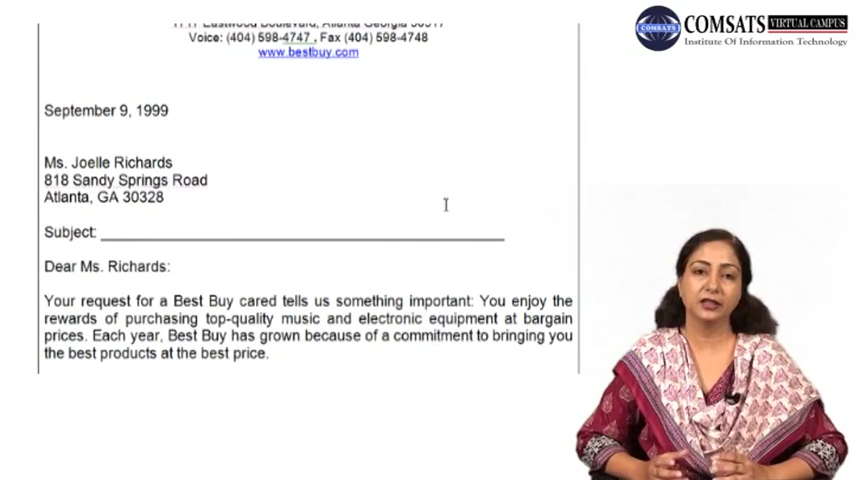 Voice: (404) 598-4747 , Fax (404) 598-4748
www.bestbuy.com
September 9, 1999
Ms. Joelle Richards
818 Sandy Springs Road
Atlanta, GA 30328
Subject:
Dear Ms. Richards:
Your request for a Best Buy cared tells us something important: You enjoy the
rewards of purchasing top-quality music and electronic equipment at bargain
prices. Each year, Best Buy has grown because of a commitment to bringing you
the best products at the best price.
COMSATS VIRTUAL CAMPUS
Institute Of Information Technology
COMSATS